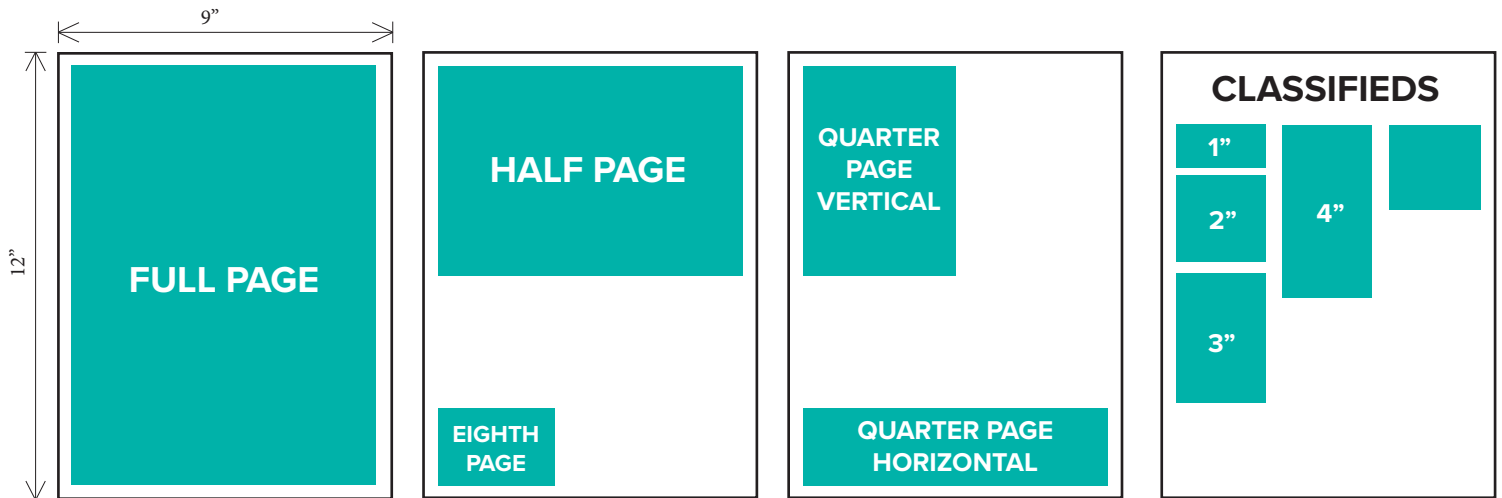 9”
12”
FULL PAGE
HALF PAGE
EIGHTH
PAGE
QUARTER
PAGE
VERTICAL
QUARTER PAGE
HORIZONTAL
CLASSIFIEDS
1”
2”
3”
4”